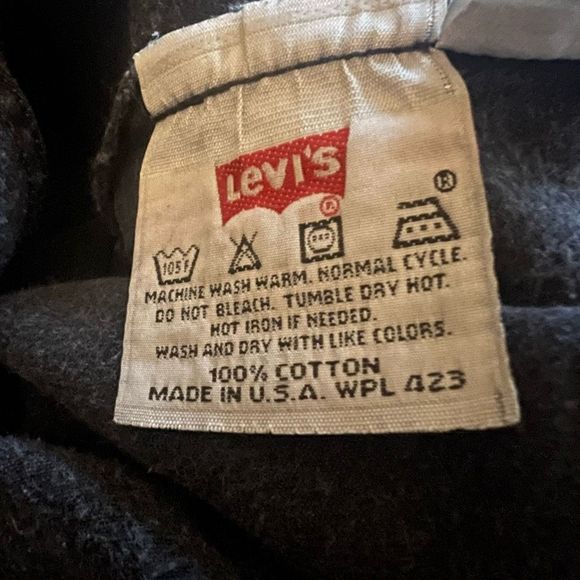 Levi's
®
®
105F
MACHINE WASH WARM. NORMAL CYCLE.
DO NOT BLEACH. TUMBLE DRY HOT.
HOT IRON IF NEEDED.
WASH AND DRY WITH LIKE COLORS.
100% COTTON
MADE IN U.S.A. WPL 423